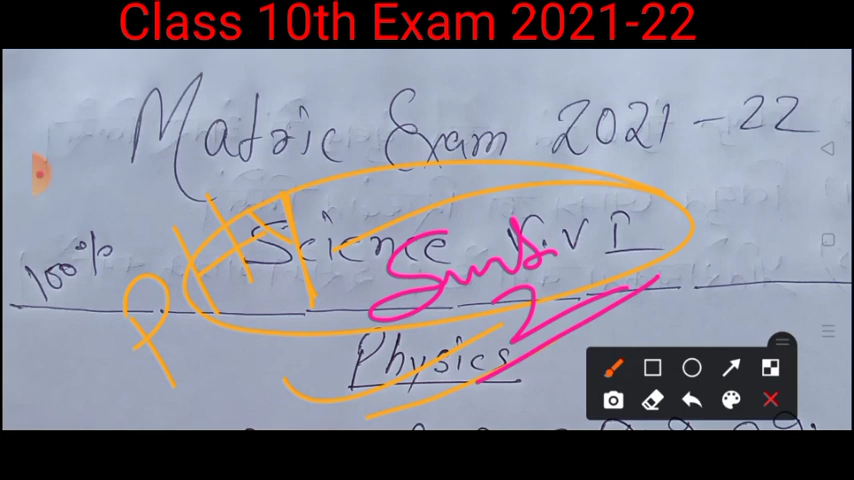 Class 10th Exam 2021-22
Matric Exam 2021-22
Science V.V I
100%
Physics